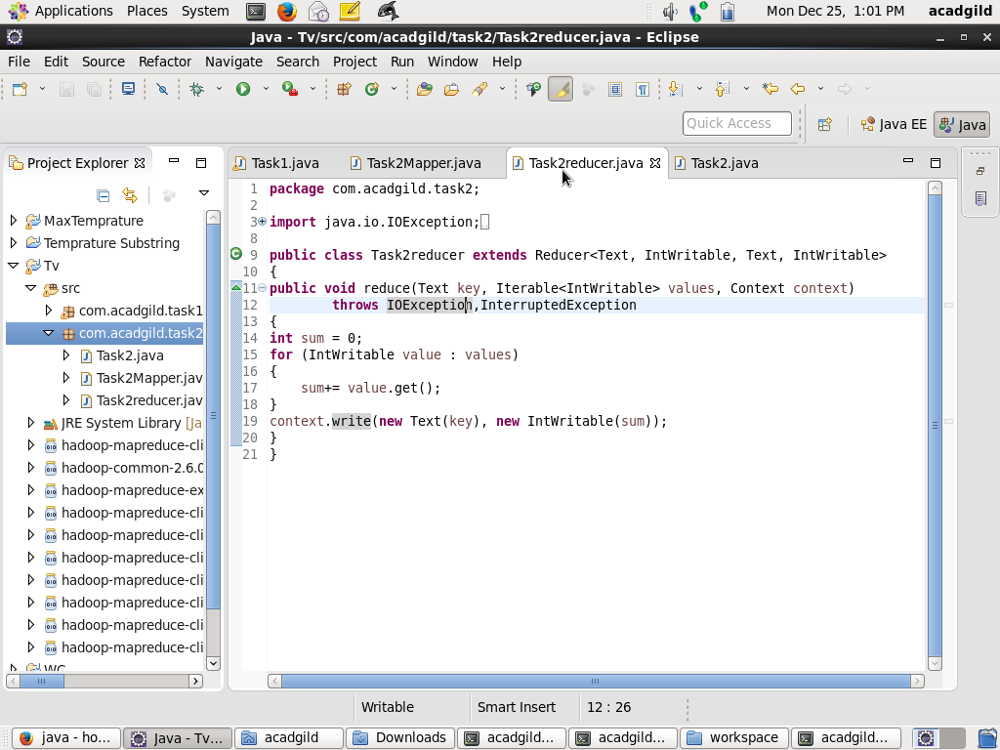 Applications Places System Mon Dec 25, 1:01 PM acadgild
Java - Tv/src/com/acadgild/task2/Task2reducer.java - Eclipse
File Edit Source Refactor Navigate Search Project Run Window Help
Quick Access Java EE Java
Project Explorer Task1.java Task2Mapper.java Task2reducer.java Task2.java
MaxTemprature
Temprature Substring
Tv
src
com.acadgild.task1
com.acadgild.task2
Task2.java
Task2Mapper.jav
Task2reducer.jav
JRE System Library [Ja
hadoop-mapreduce-cli
hadoop-common-2.6.0
hadoop-mapreduce-ex
hadoop-mapreduce-cli
hadoop-mapreduce-cli
hadoop-mapreduce-cli
hadoop-mapreduce-cli
hadoop-mapreduce-cli
hadoop-mapreduce-cli
hadoop-mapreduce-cli
WC
1 package com.acadgild.task2;
2
3 import java.io.IOException;
8
9 public class Task2reducer extends Reducer<Text, IntWritable, Text, IntWritable>
10 {
11 public void reduce(Text key, Iterable<IntWritable> values, Context context)
12 throws IOException,InterruptedException
13 {
14 int sum = 0;
15 for (IntWritable value : values)
16 {
17 sum+= value.get();
18 }
19 context.write(new Text(key), new IntWritable(sum));
20 }
21 }
Writable Smart Insert 12 : 26
java - ho... Java - Tv... acadgild Downloads acadgild... acadgild... workspace acadgild...